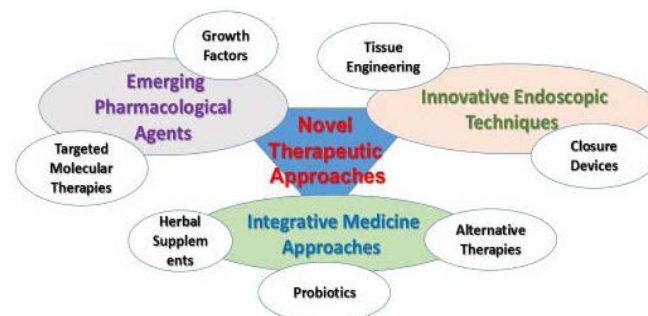 Growth
Factors
Tissue
Engineering
Emerging
Pharmacological
Agents
Innovative Endoscopic
Techniques
Novel
Therapeutic
Approaches
Targeted
Molecular
Therapies
Closure
Devices
Herbal
Supplem
ents
Integrative Medicine
Approaches
Alternative
Therapies
Probiotics